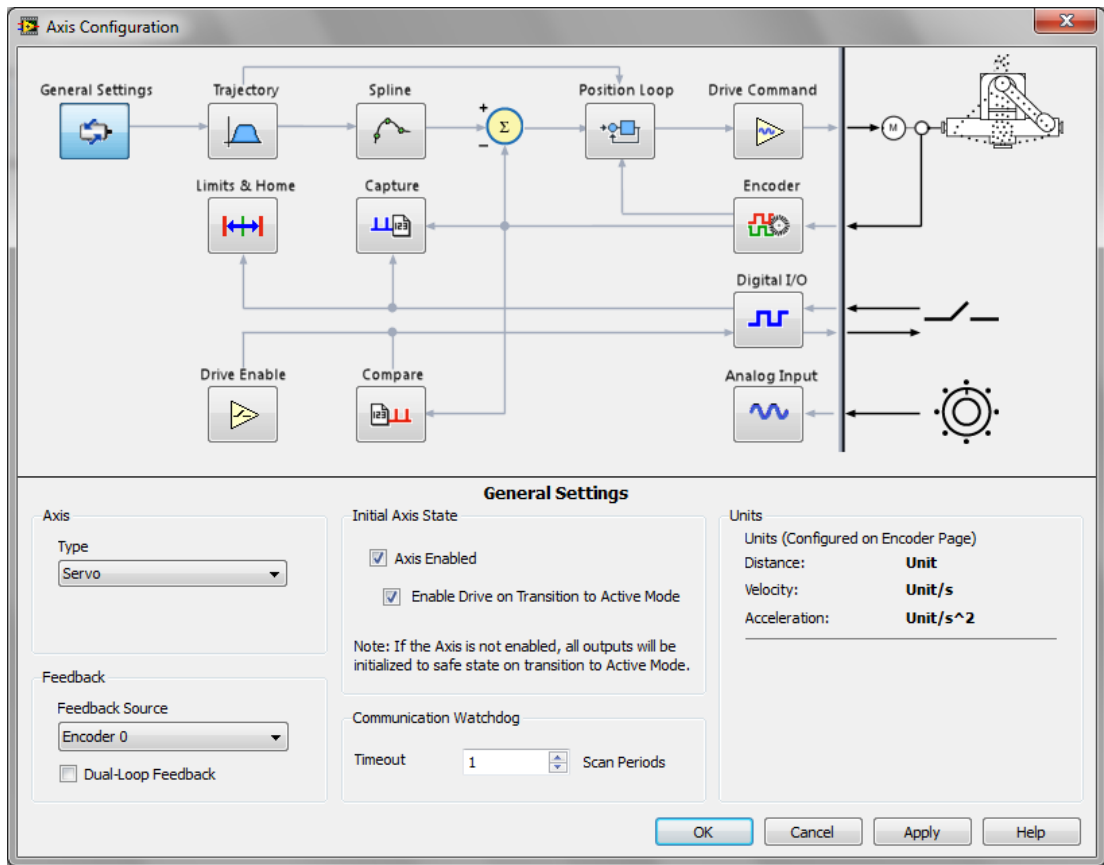 Axis Configuration
General Settings Trajectory Spline Position Loop Drive Command
+
Σ
−
M
Limits & Home Capture Encoder
123
Digital I/O
Drive Enable Compare Analog Input
123
General Settings
Axis
Type
Servo
Feedback
Feedback Source
Encoder 0
Dual-Loop Feedback
Initial Axis State
Axis Enabled
Enable Drive on Transition to Active Mode
Note: If the Axis is not enabled, all outputs will be
initialized to safe state on transition to Active Mode.
Communication Watchdog
Timeout 1 Scan Periods
Units
Units (Configured on Encoder Page)
Distance: Unit
Velocity: Unit/s
Acceleration: Unit/s^2
OK Cancel Apply Help